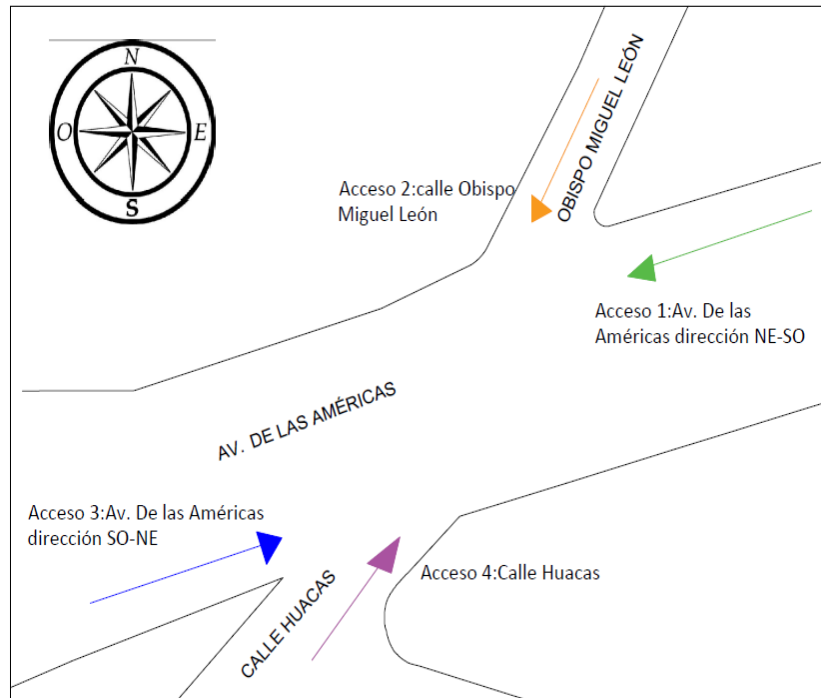 N
O
E
S
OBISPO MIGUEL LEÓN
Acceso 2:calle Obispo
Miguel León
Acceso 1:Av. De las
Américas dirección NE-SO
AV. DE LAS AMÉRICAS
Acceso 3:Av. De las Américas
dirección SO-NE
Acceso 4:Calle Huacas
CALLE HUACAS